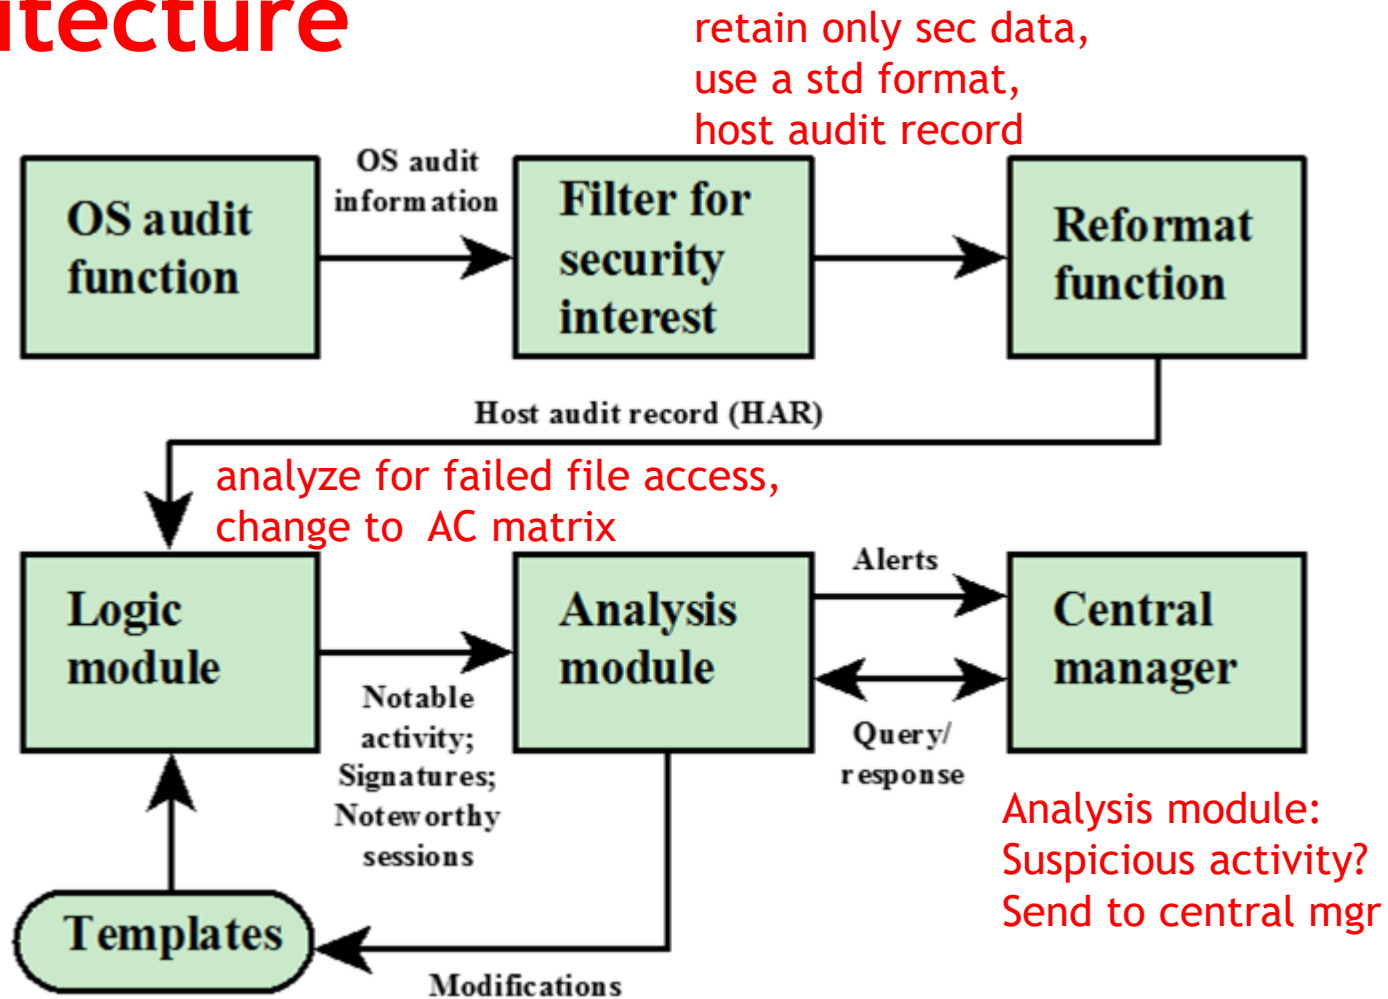 itecture
retain only sec data,
use a std format,
host audit record
OS audit
function
OS audit
information
Filter for
security
interest
Reformat
function
Host audit record (HAR)
analyze for failed file access,
change to AC matrix
Logic
module
Notable
activity;
Signatures;
Noteworthy
sessions
Analysis
module
Alerts
Query/
response
Central
manager
Analysis module:
Suspicious activity?
Send to central mgr
Templates
Modifications